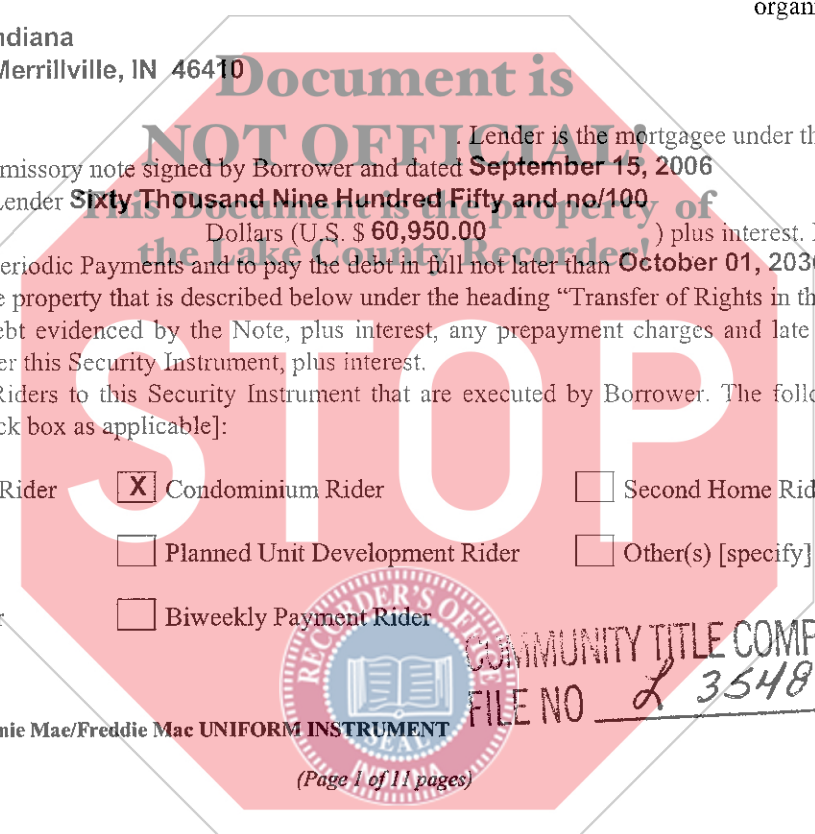 organi
ndiana
Merrillville, IN 46410
Document is
NOT OFFICIAL!
. Lender is the mortgagee under th
missory note signed by Borrower and dated September 15, 2006
Lender Sixty Thousand Nine Hundred Fifty and no/100
This Document is the property of
Dollars (U.S. $ 60,950.00 ) plus interest.
the Lake County Recorder!
eriodic Payments and to pay the debt in full not later than October 01, 2036
e property that is described below under the heading “Transfer of Rights in th
ebt evidenced by the Note, plus interest, any prepayment charges and late
er this Security Instrument, plus interest.
Riders to this Security Instrument that are executed by Borrower. The follo
ck box as applicable]:
STOP
Rider X Condominium Rider Second Home Rid
Planned Unit Development Rider Other(s) [specify]
r Biweekly Payment Rider
RECORDER'S OFFICE
SEAL
INDIANA
COMMUNITY TITLE COMP
FILE NO L 3548
nie Mae/Freddie Mac UNIFORM INSTRUMENT
(Page 1 of 11 pages)